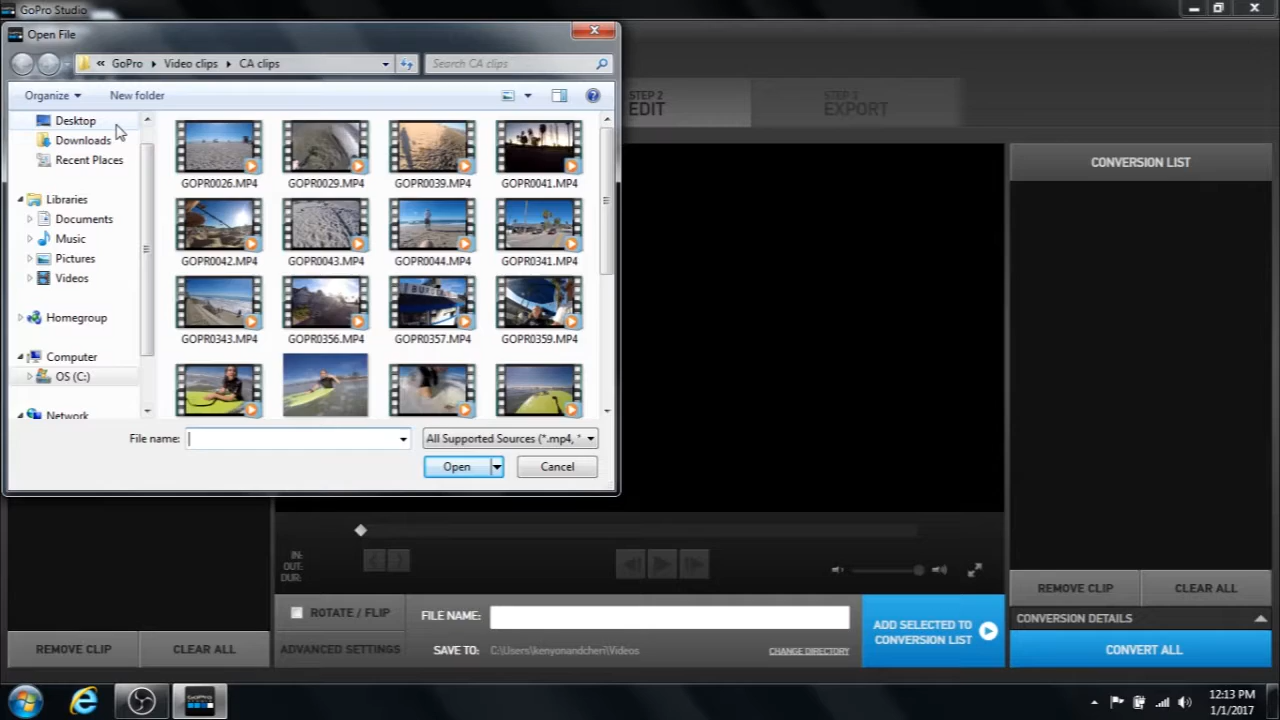 GoPro Studio
Open File
« GoPro Video clips CA clips
Search CA clips
Organize New folder
STEP 2
EDIT
STEP 3
EXPORT
Desktop
Downloads
Recent Places
Libraries
Documents
Music
Pictures
Videos
Homegroup
Computer
OS (C:)
Network
GOPR0026.MP4 GOPR0029.MP4 GOPR0039.MP4 GOPR0041.MP4
GOPR0042.MP4 GOPR0043.MP4 GOPR0044.MP4 GOPR0341.MP4
GOPR0343.MP4 GOPR0356.MP4 GOPR0357.MP4 GOPR0359.MP4
File name:
All Supported Sources (*.mp4, *
Open Cancel
CONVERSION LIST
IN:
OUT:
DUR:
ROTATE / FLIP
ADVANCED SETTINGS
FILE NAME:
SAVE TO: C:\Users\kenyonandcheri\Videos CHANGE DIRECTORY
ADD SELECTED TO
CONVERSION LIST
REMOVE CLIP CLEAR ALL
REMOVE CLIP CLEAR ALL
CONVERSION DETAILS
CONVERT ALL
GoPro
12:13 PM
1/1/2017